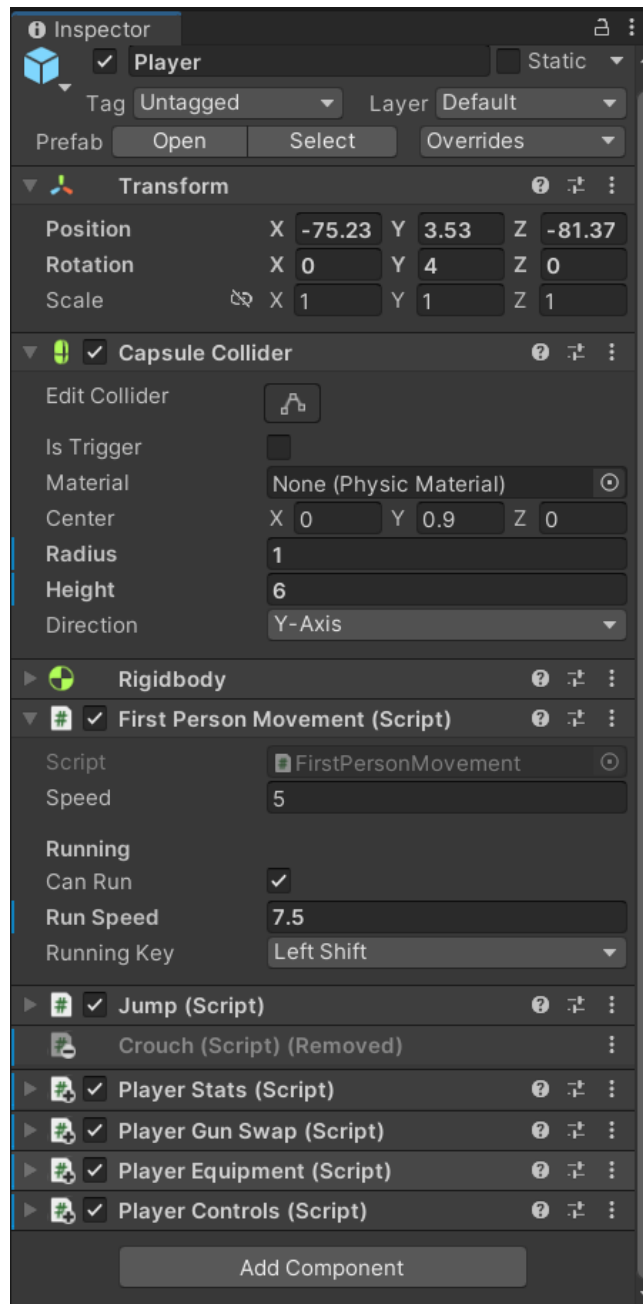 Inspector
Player Static
Tag Untagged Layer Default
Prefab Open Select Overrides
Transform
Position X -75.23 Y 3.53 Z -81.37
Rotation X 0 Y 4 Z 0
Scale X 1 Y 1 Z 1
Capsule Collider
Edit Collider
Is Trigger
Material None (Physic Material)
Center X 0 Y 0.9 Z 0
Radius 1
Height 6
Direction Y-Axis
Rigidbody
# First Person Movement (Script)
Script # FirstPersonMovement
Speed 5
Running
Can Run
Run Speed 7.5
Running Key Left Shift
# Jump (Script)
# Crouch (Script) (Removed)
# Player Stats (Script)
# Player Gun Swap (Script)
# Player Equipment (Script)
# Player Controls (Script)
Add Component